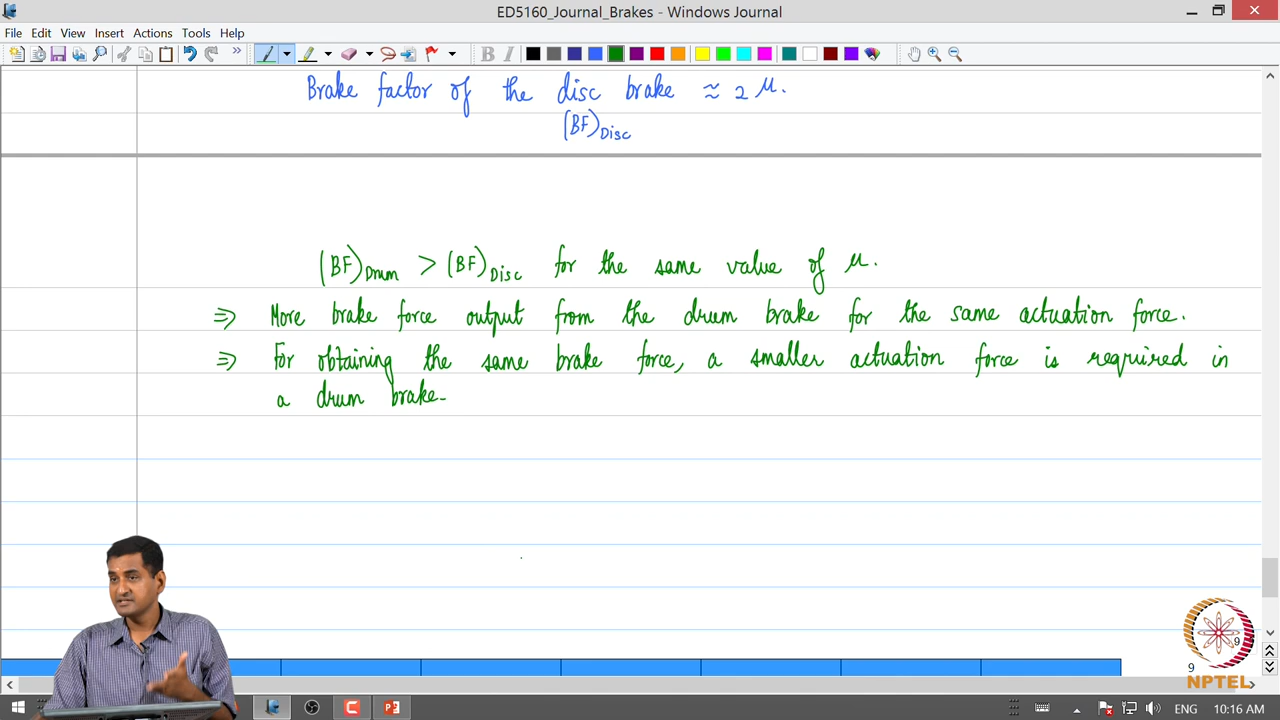 ED5160_Journal_Brakes - Windows Journal
File Edit View Insert Actions Tools Help
Brake factor of the disc brake ≈ 2 μ.
(BF)Disc
(BF)Drum > (BF)Disc for the same value of μ.
⇒ More brake force output from the drum brake for the same actuation force.
⇒ For obtaining the same brake force, a smaller actuation force is required in
a drum brake.
9
9
NPTEL
ENG 10:16 AM